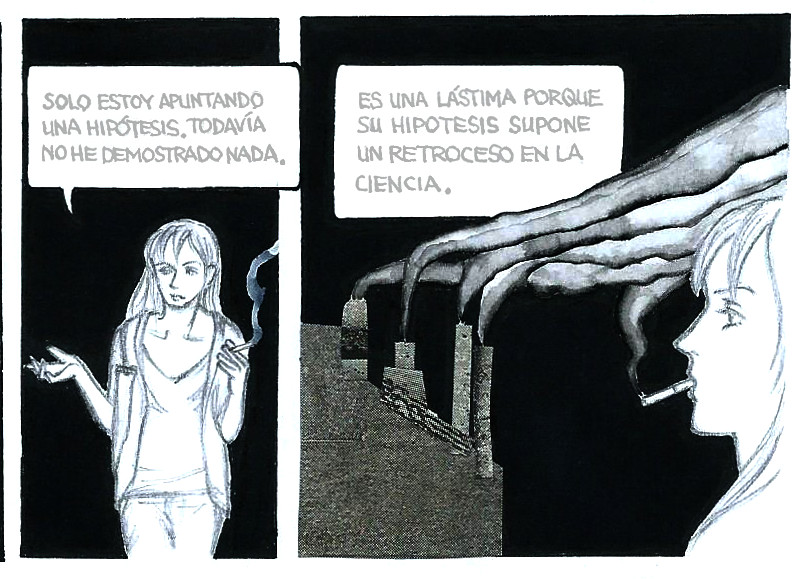 SOLO ESTOY APUNTANDO
UNA HIPÓTESIS. TODAVÍA
NO HE DEMOSTRADO NADA.
ES UNA LÁSTIMA PORQUE
SU HIPOTESIS SUPONE
UN RETROCESO EN LA
CIENCIA.